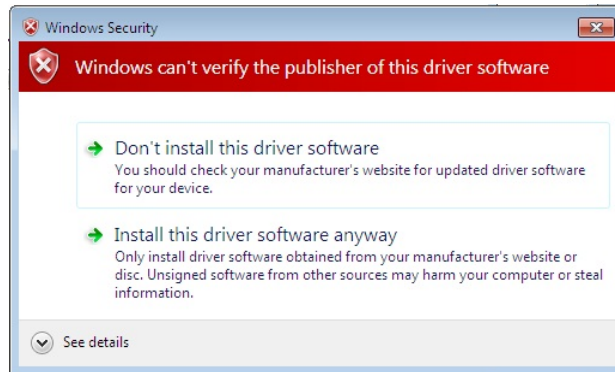 Windows Security
Windows can't verify the publisher of this driver software
Don't install this driver software
You should check your manufacturer's website for updated driver software
for your device.
Install this driver software anyway
Only install driver software obtained from your manufacturer's website or
disc. Unsigned software from other sources may harm your computer or steal
information.
See details